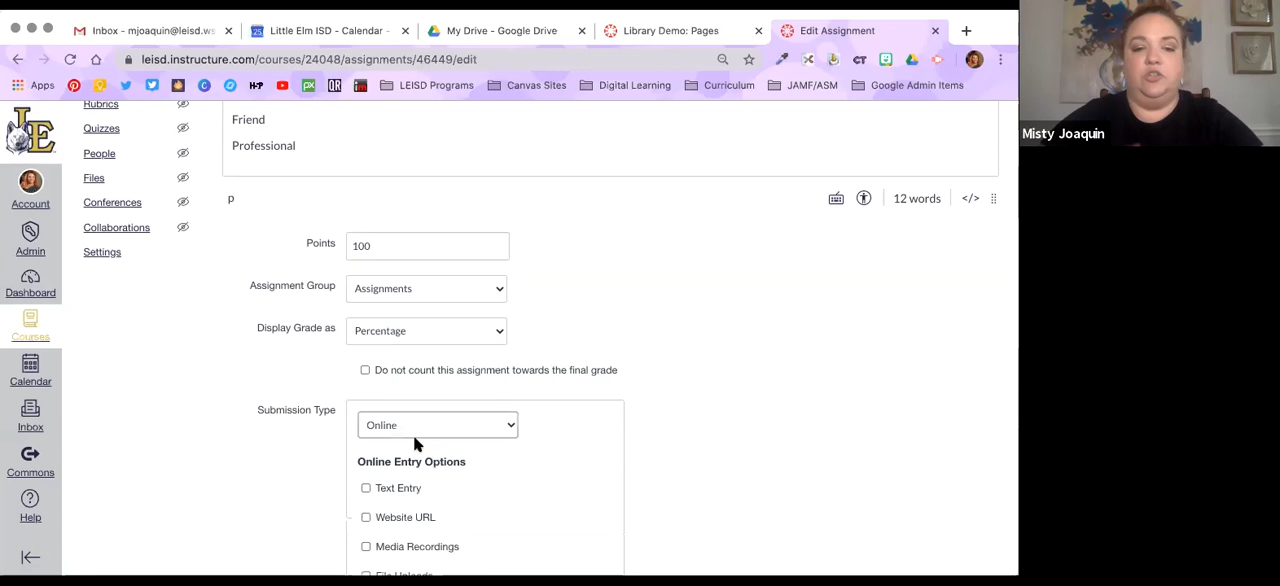 Inbox - mjoaquin@leisd.ws
Little Elm ISD - Calendar -
My Drive - Google Drive
Library Demo: Pages
Edit Assignment
leisd.instructure.com/courses/24048/assignments/46449/edit
Apps
LEISD Programs
Canvas Sites
Digital Learning
Curriculum
JAMF/ASM
Google Admin Items
Misty Joaquin
LE
Account
Admin
Dashboard
Courses
Calendar
Inbox
Commons
Help
Rubrics
Quizzes
People
Files
Conferences
Collaborations
Settings
Friend
Professional
p
12 words
</>
Points
100
Assignment Group
Assignments
Display Grade as
Percentage
Do not count this assignment towards the final grade
Submission Type
Online
Online Entry Options
Text Entry
Website URL
Media Recordings
File Uploads